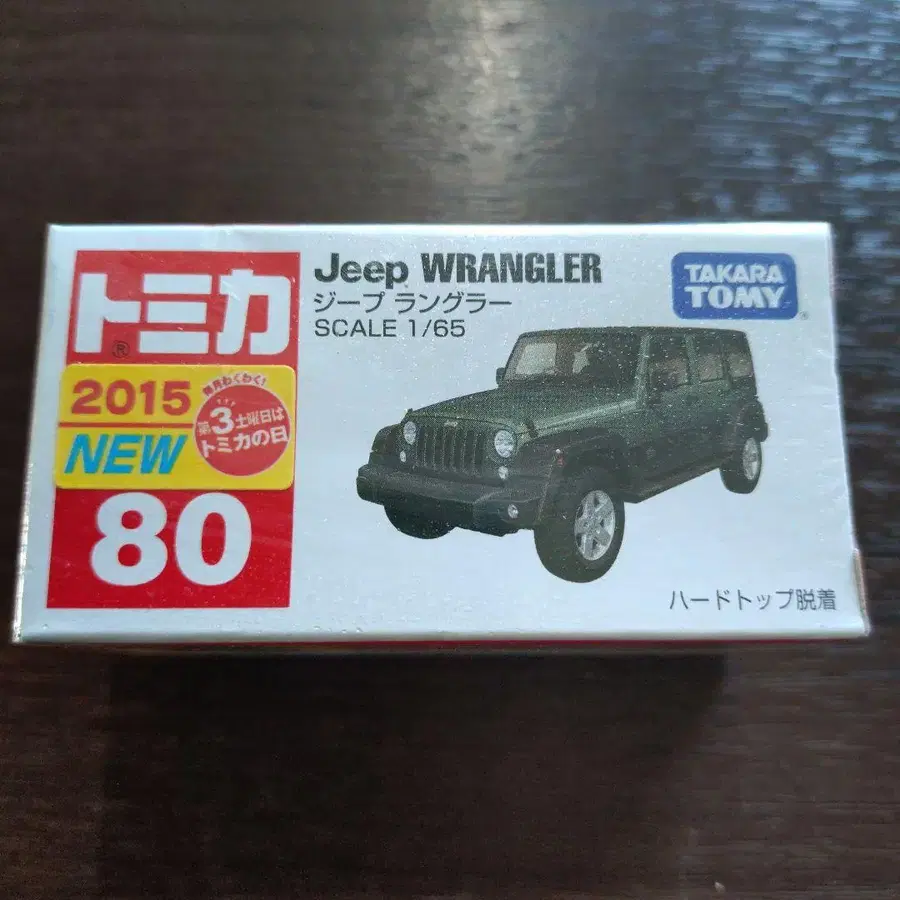 トミカ®
2015
NEW
毎月わくわく!
第3土曜日は
トミカの日
80
Jeep WRANGLER
ジープ ラングラー
SCALE 1/65
TAKARA
TOMY®
ハードトップ脱着